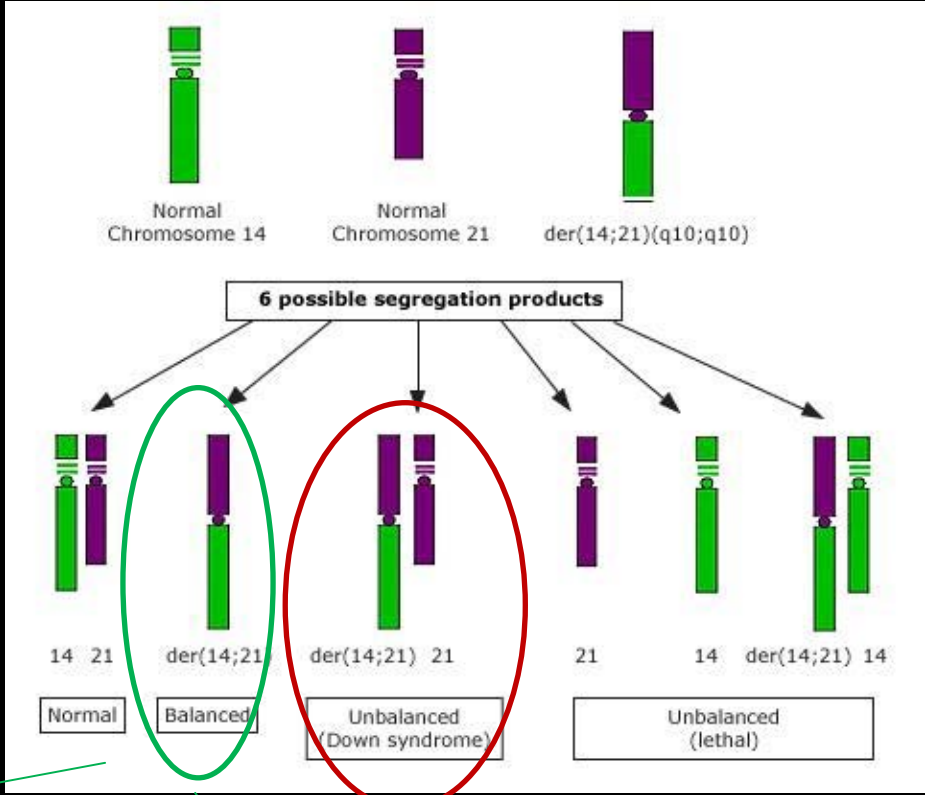 Normal
Chromosome 14
Normal
Chromosome 21
der(14;21)(q10;q10)
6 possible segregation products
14 21
der(14;21)
der(14;21) 21
21
14
der(14;21) 14
Normal
Balanced
Unbalanced
(Down syndrome)
Unbalanced
(lethal)